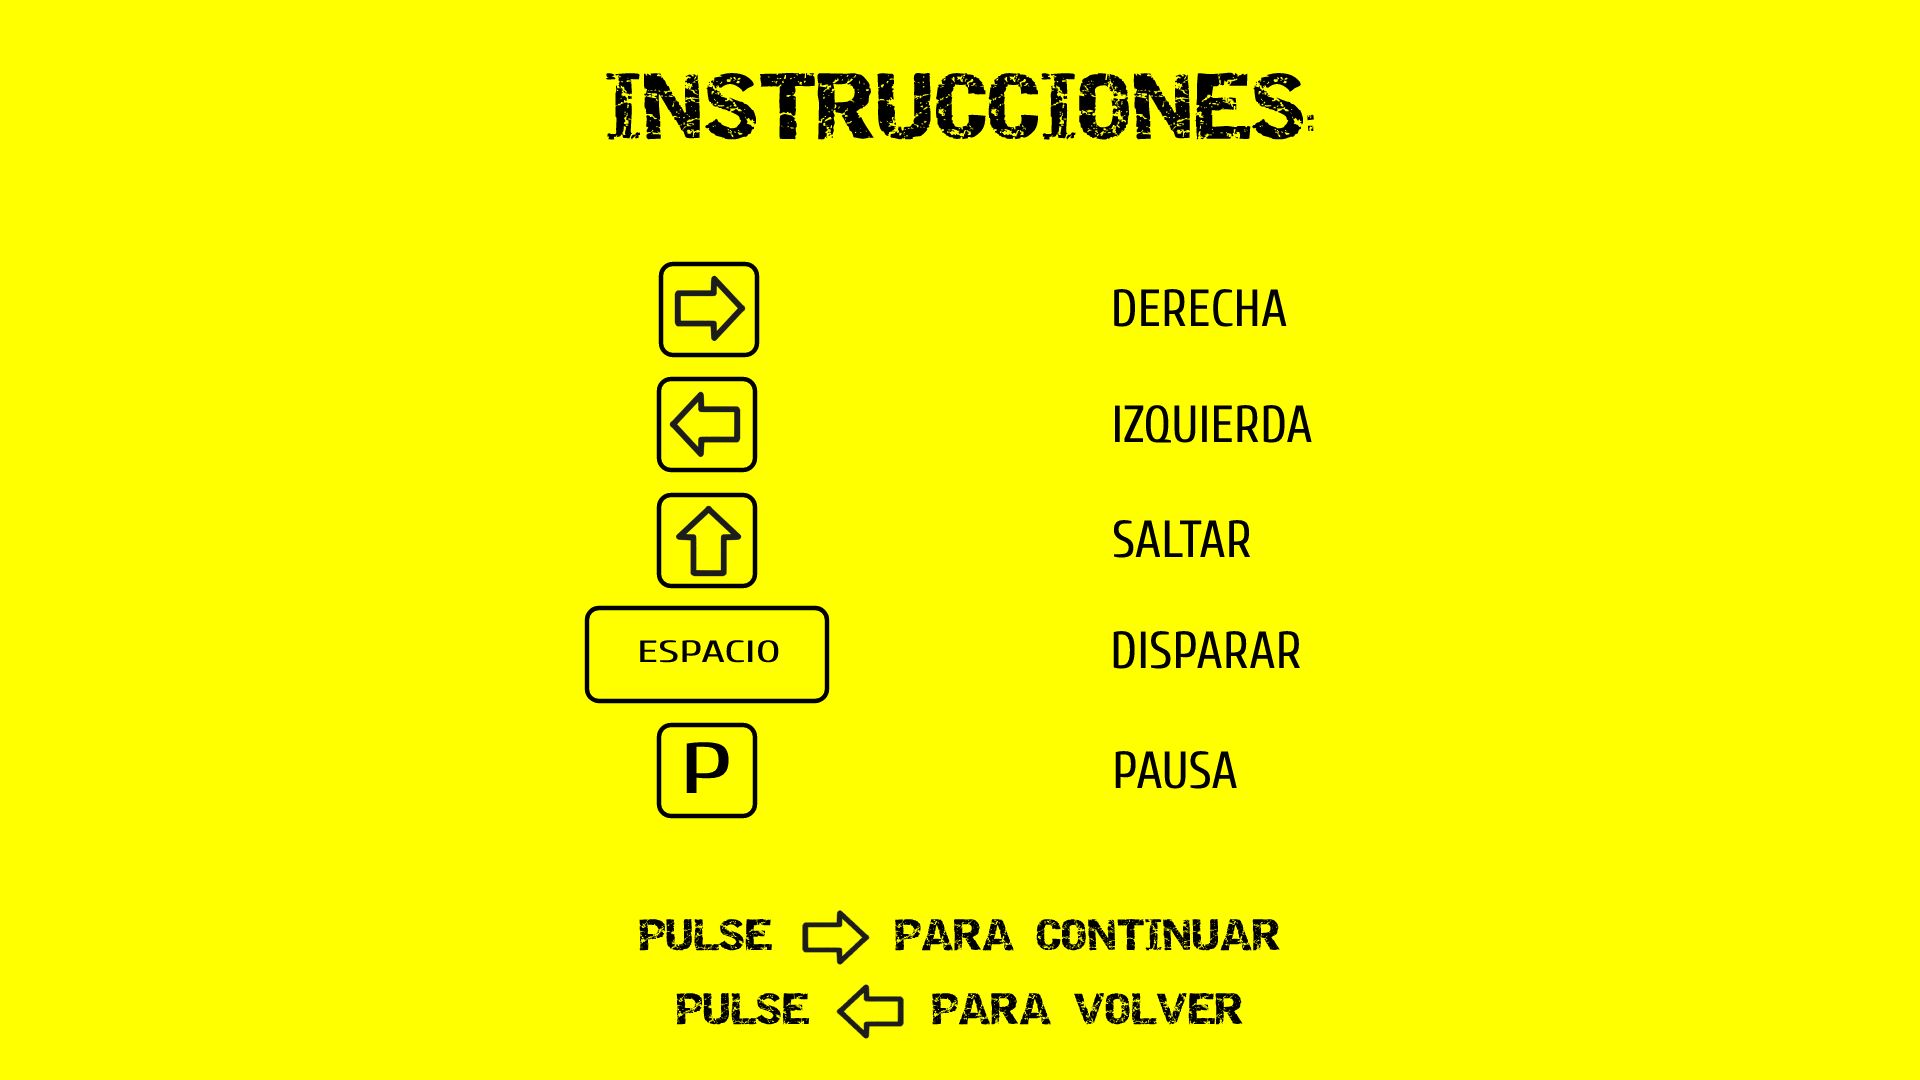 INSTRUCCIONES:
DERECHA
IZQUIERDA
SALTAR
ESPACIO DISPARAR
P PAUSA
PULSE PARA CONTINUAR
PULSE PARA VOLVER